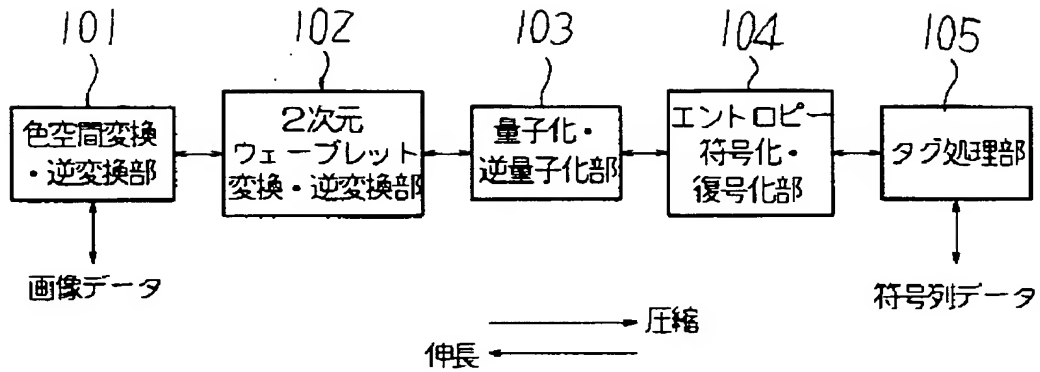 101
102
103
104
105
色空間変換
・逆変換部
2次元
ウェーブレット
変換・逆変換部
量子化・
逆量子化部
エントロピー
符号化・
復号化部
タグ処理部
画像データ
符号列データ
圧縮
伸長